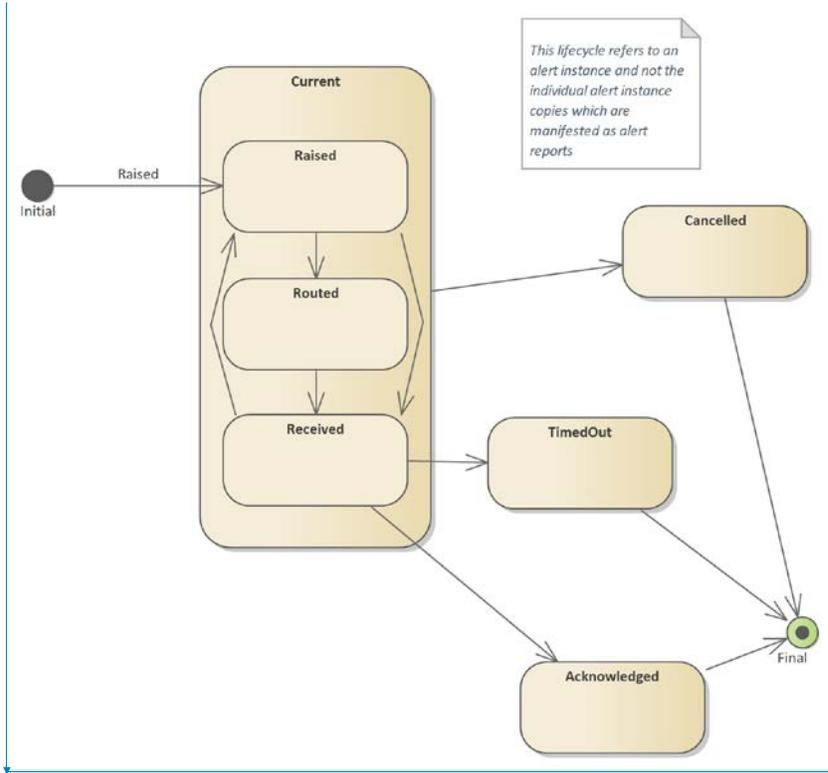 This lifecycle refers to an
alert instance and not the
individual alert instance
copies which are
manifested as alert
reports
Current
Raised
Raised
Initial
Routed
Received
Cancelled
TimedOut
Acknowledged
Final